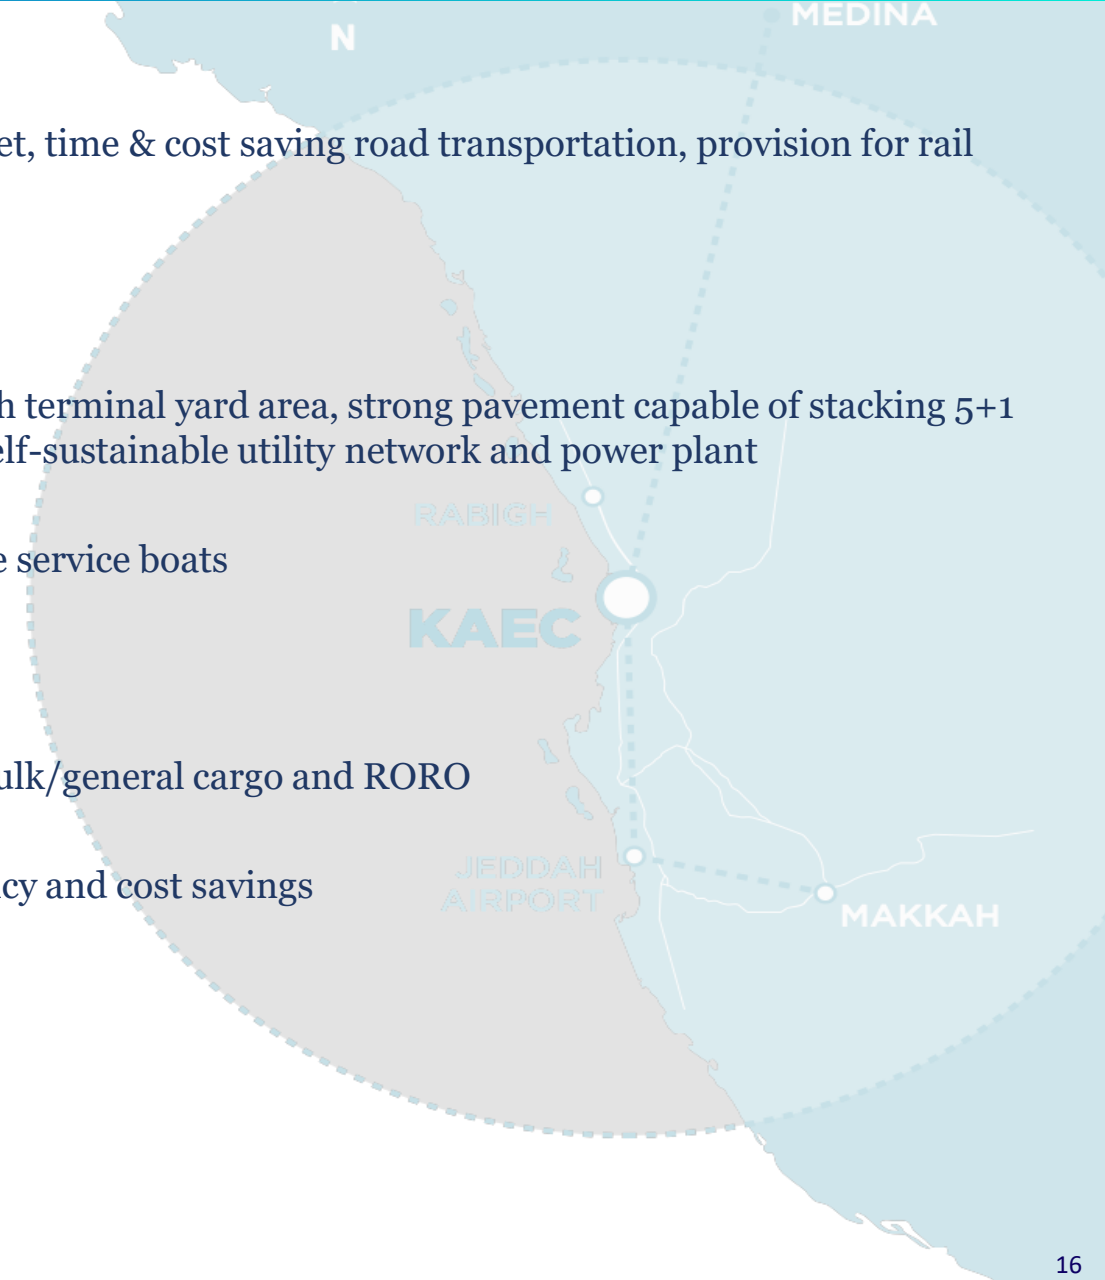 MEDINA
N
et, time & cost saving road transportation, provision for rail
h terminal yard area, strong pavement capable of stacking 5+1
elf-sustainable utility network and power plant
RABIGH
e service boats
KAEC
ulk/general cargo and RORO
JEDDAH
AIRPORT
cy and cost savings
MAKKAH
16